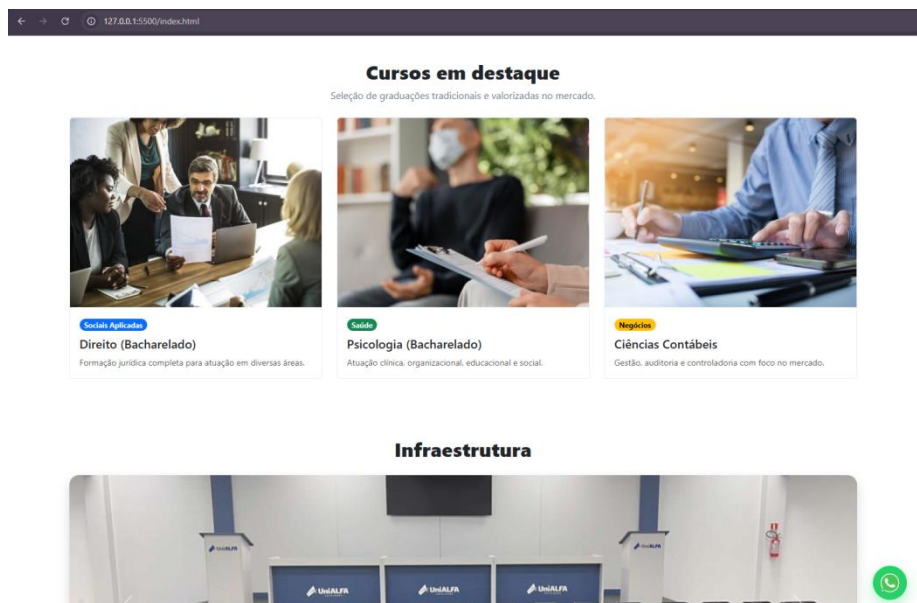 127.0.0.1:5500/index.html
Cursos em destaque
Seleção de graduações tradicionais e valorizadas no mercado.
Sociais Aplicadas
Direito (Bacharelado)
Formação jurídica completa para atuação em diversas áreas.
Saúde
Psicologia (Bacharelado)
Atuação clínica, organizacional, educacional e social.
Negócios
Ciências Contábeis
Gestão, auditoria e controladoria com foco no mercado.
Infraestrutura
UniALFA
UniALFA
UniALFA UniALFA UniALFA